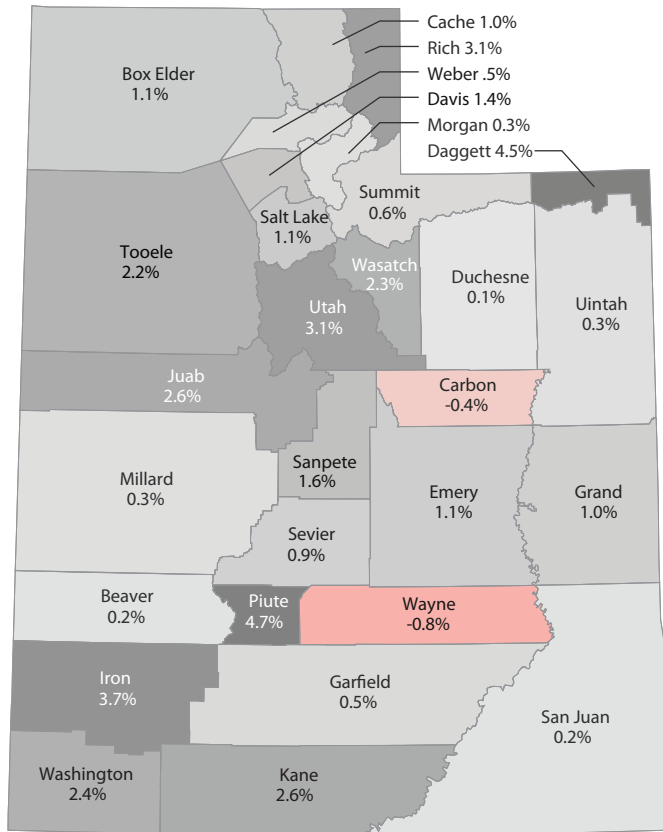 Cache 1.0%
Rich 3.1%
Weber .5%
Davis 1.4%
Morgan 0.3%
Daggett 4.5%
Box Elder
1.1%
Summit
0.6%
Salt Lake
1.1%
Tooele
2.2%
Wasatch
2.3%
Duchesne
0.1%
Uintah
0.3%
Utah
3.1%
Juab
2.6%
Carbon
-0.4%
Sanpete
1.6%
Millard
0.3%
Emery
1.1%
Grand
1.0%
Sevier
0.9%
Beaver
0.2%
Piute
4.7%
Wayne
-0.8%
Iron
3.7%
Garfield
0.5%
San Juan
0.2%
Washington
2.4%
Kane
2.6%